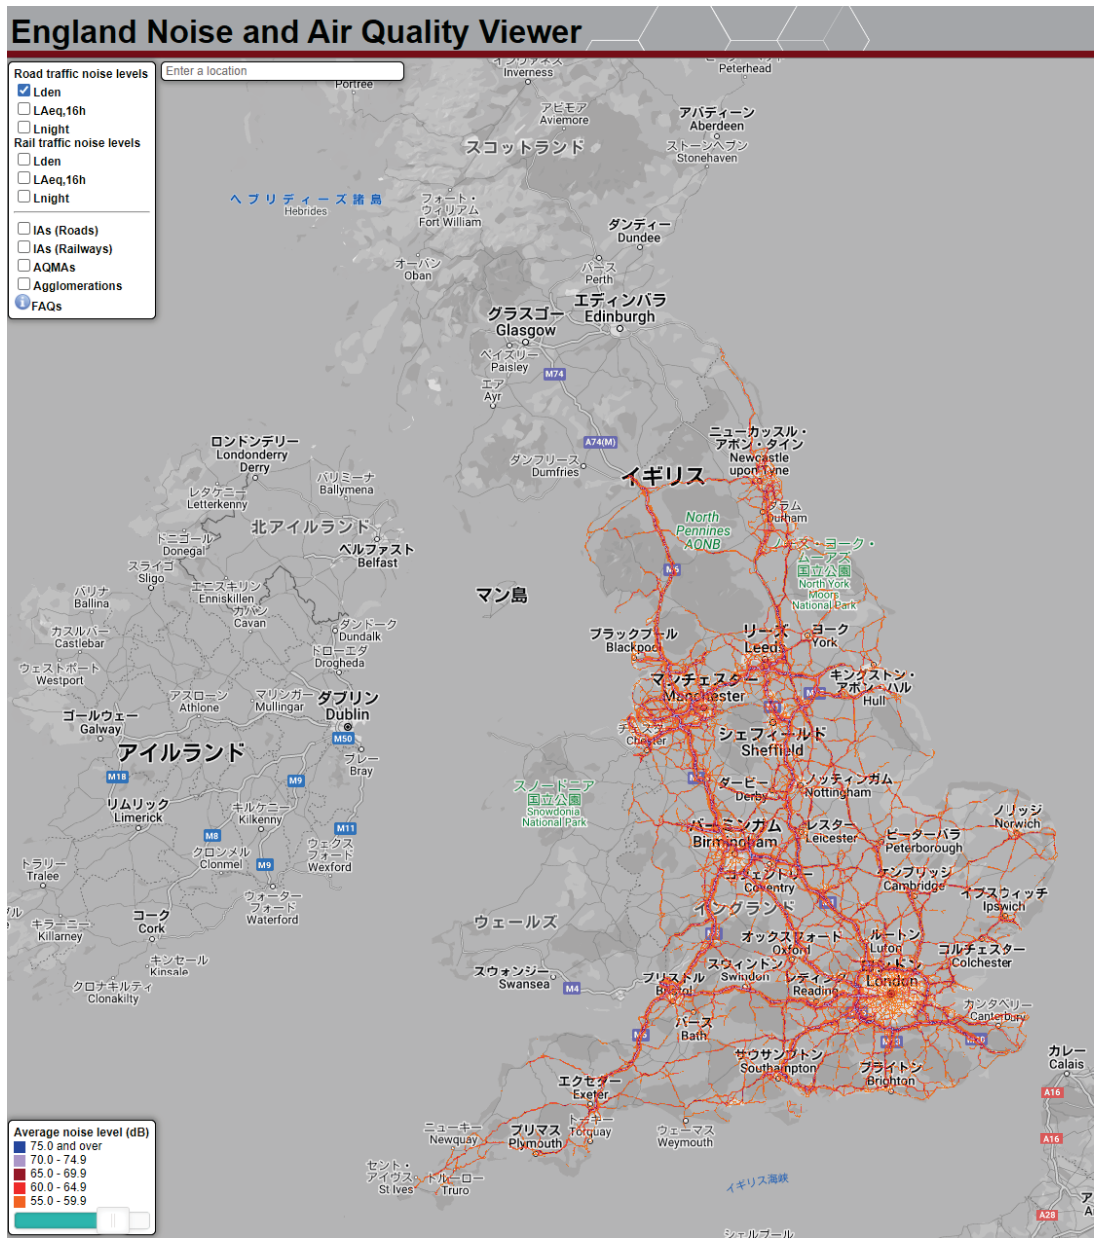 England Noise and Air Quality Viewer
Road traffic noise levels
Lden
LAeq,16h
Lnight
Rail traffic noise levels
Lden
LAeq,16h
Lnight
IAs (Roads)
IAs (Railways)
AQMAs
Agglomerations
FAQs
Enter a location
Portree
インヴァネス
Inverness
Peterhead
アビモア
Aviemore
アバディーン
Aberdeen
スコットランド
ストーンヘブン
Stonehaven
ヘブリディーズ諸島
Hebrides
フォート・
ウィリアム
Fort William
ダンディー
Dundee
オーバン
Oban
パース
Perth
グラスゴー
Glasgow
エディンバラ
Edinburgh
ペイズリー
Paisley
M74
エア
Ayr
A74(M)
ダンフリース
Dumfries
ニューカッスル・
アポン・タイン
Newcastle
upon Tyne
イギリス
ロンドンデリー
Londonderry
Derry
レタケニー
Letterkenny
バリミーナ
Ballymena
北アイルランド
ドニゴール
Donegal
ベルファスト
Belfast
スライゴ
Sligo
エニスキリン
Enniskillen
バリナ
Ballina
カバン
Cavan
North
Pennines
AONB
ダラム
Durham
ノース・ヨーク・
ムーアズ
国立公園
North York
Moors
National Park
M6
マン島
カスルバー
Castlebar
ダンドーク
Dundalk
ウェストポート
Westport
ドローエダ
Drogheda
ブラックプール
Blackpool
リーズ
Leeds
ヨーク
York
アスローン
Athlone
マリンガー
Mullingar
ダブリン
Dublin
マンチェスター
Manchester
キングストン・
アポン・ハル
Hull
ゴールウェー
Galway
M50
アイルランド
ブレー
Bray
チェスター
Chester
シェフィールド
Sheffield
M18
M9
スノードニア
国立公園
Snowdonia
National Park
ダービー
Derby
ノッティンガム
Nottingham
リムリック
Limerick
キルケニー
Kilkenny
M8
M11
バーミンガム
Birmingham
レスター
Leicester
ピーターバラ
Peterborough
ノリッジ
Norwich
クロンメル
Clonmel
ウェクス
フォード
Wexford
M9
トラリー
Tralee
コヴェントリー
Coventry
ケンブリッジ
Cambridge
イプスウィッチ
Ipswich
ウォーター
フォード
Waterford
コーク
Cork
キラーニー
Killarney
ウェールズ
イングランド
M5
オックスフォード
Oxford
ルートン
Luton
コルチェスター
Colchester
キンセール
Kinsale
クロナキルティ
Clonakilty
スウォンジー
Swansea
M4
ブリストル
Bristol
スウィンドン
Swindon
レディング
Reading
ロンドン
London
カンタベリー
Canterbury
バース
Bath
M5
M23
M20
サウサンプトン
Southampton
ブライトン
Brighton
カレー
Calais
エクセター
Exeter
A16
トーキー
Torquay
ニューキー
Newquay
プリマス
Plymouth
ウェーマス
Weymouth
A16
セント・
アイヴス
St Ives
トルーロー
Truro
イギリス海峡
A28
シェルブール
Average noise level (dB)
75.0 and over
70.0 - 74.9
65.0 - 69.9
60.0 - 64.9
55.0 - 59.9